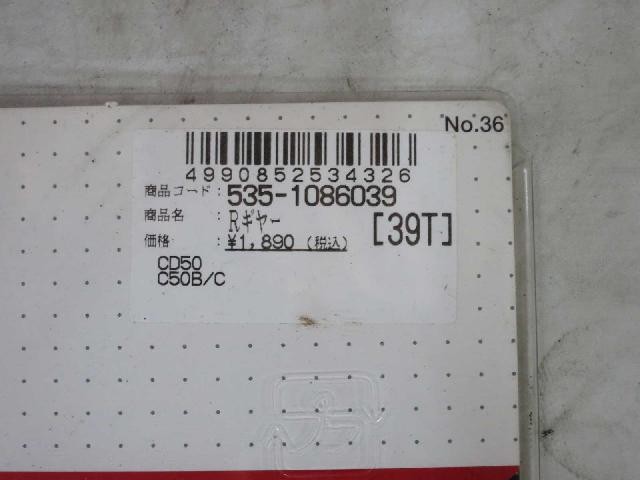 No.36
4990852534326
商品コード : 535-1086039
商品名 : Rギヤー [39T]
価格 : ¥1,890 (税込)
CD50
C50B/C